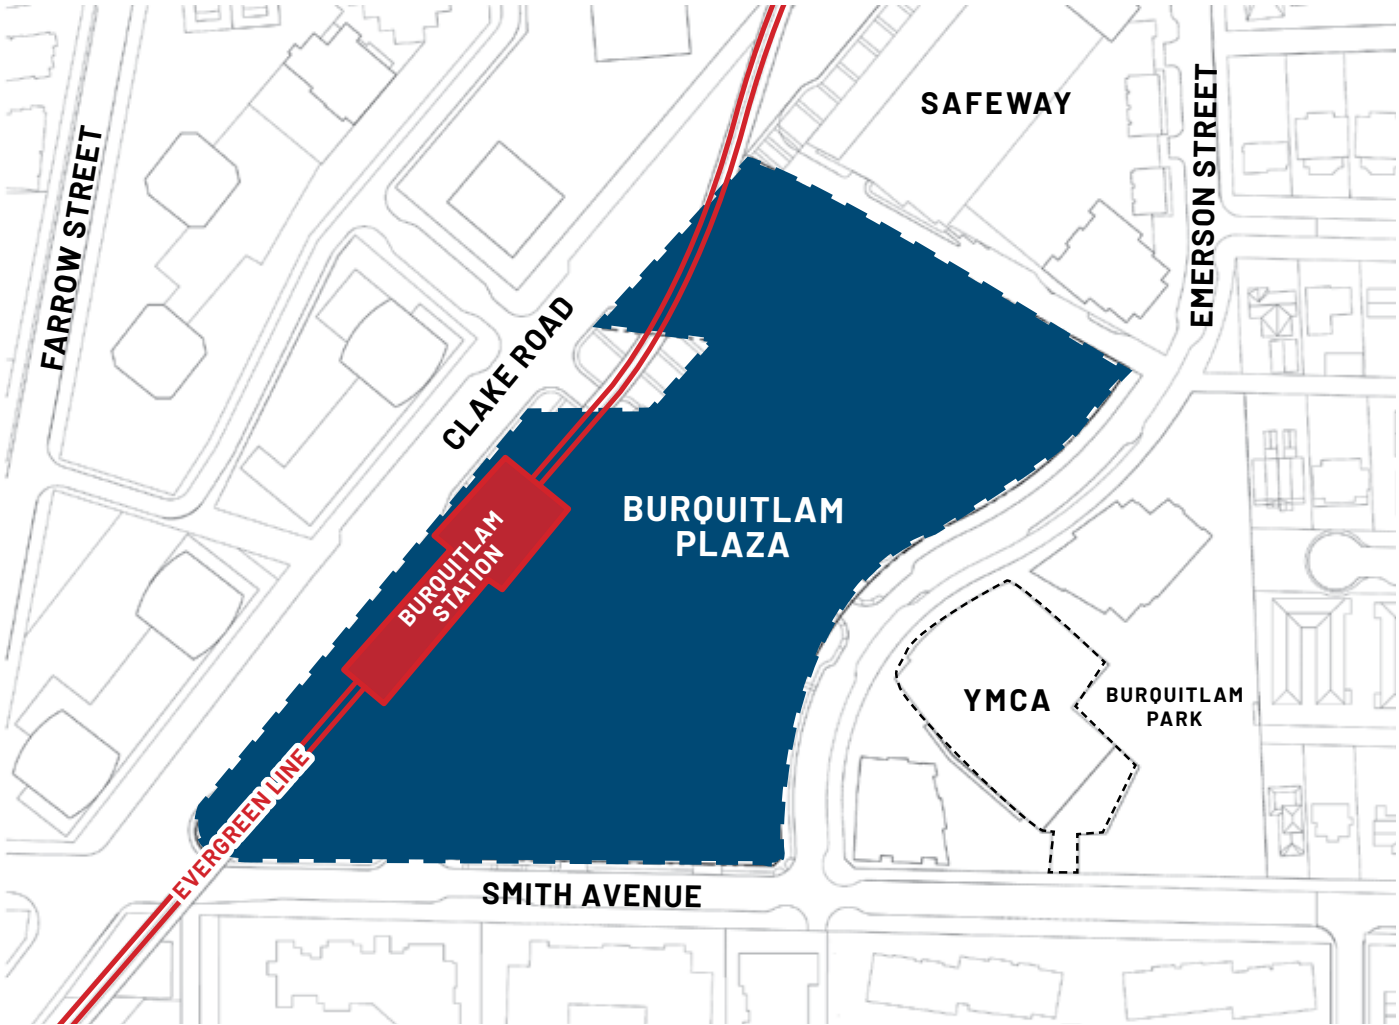 SAFEWAY
EMERSON STREET
FARROW STREET
CLAKE ROAD
BURQUITLAM
PLAZA
BURQUITLAM
STATION
YMCA
BURQUITLAM
PARK
EVERGREEN LINE
SMITH AVENUE